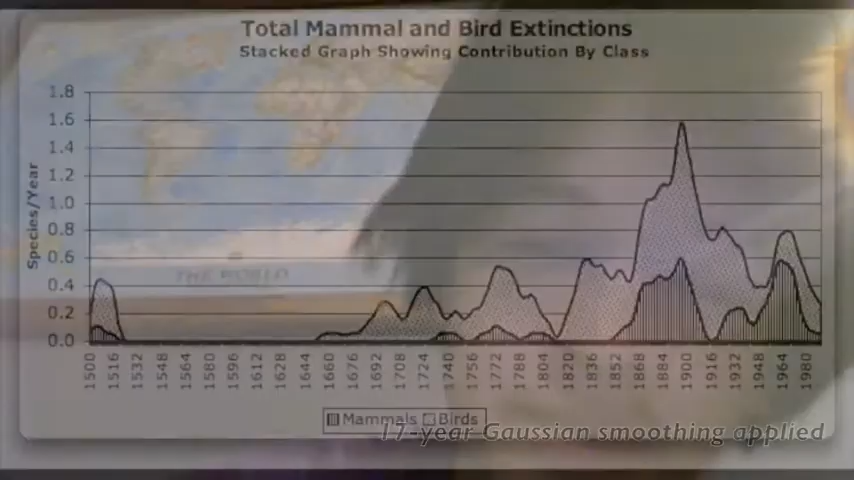 Total Mammal and Bird Extinctions
Stacked Graph Showing Contribution By Class
Species/Year
1.8
1.6
1.4
1.2
1.0
0.8
0.6
0.4
0.2
0.0
1500 1516 1532 1548 1564 1580 1596 1612 1628 1644 1660 1676 1692 1708 1724 1740 1756 1772 1788 1804 1820 1836 1852 1868 1884 1900 1916 1932 1948 1964 1980
THE WORLD
Mammals Birds
17-year Gaussian smoothing applied